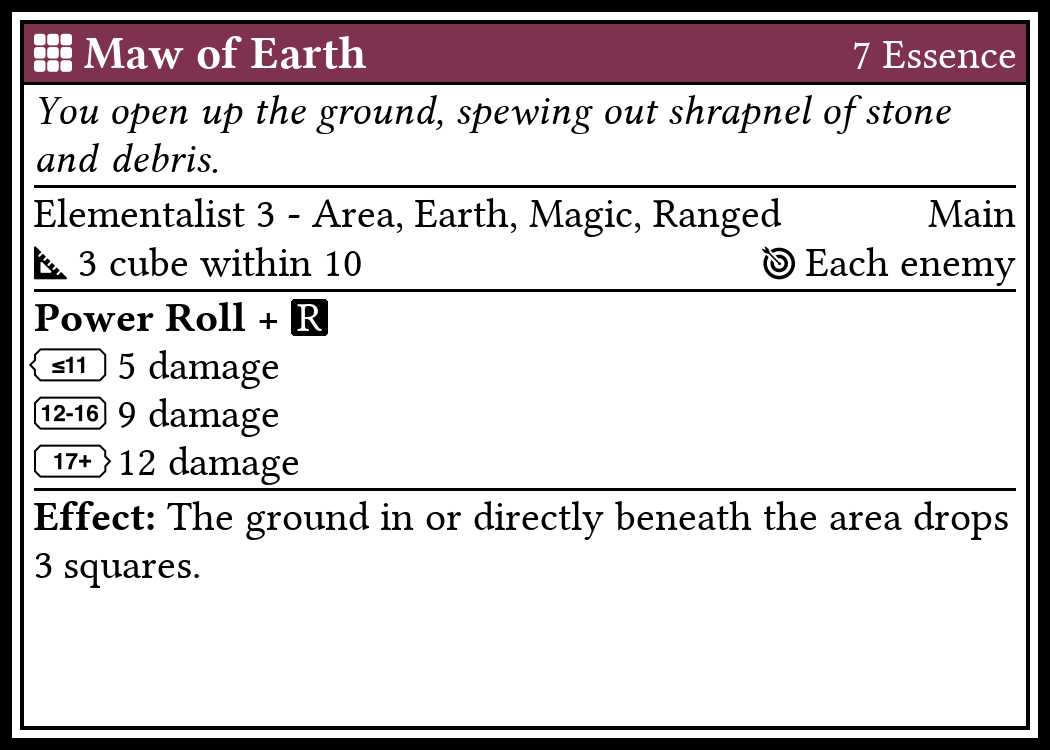 Maw of Earth 7 Essence
You open up the ground, spewing out shrapnel of stone
and debris.
Elementalist 3 - Area, Earth, Magic, Ranged Main
3 cube within 10 Each enemy
Power Roll + R
≤11 5 damage
12-16 9 damage
17+ 12 damage
Effect: The ground in or directly beneath the area drops
3 squares.